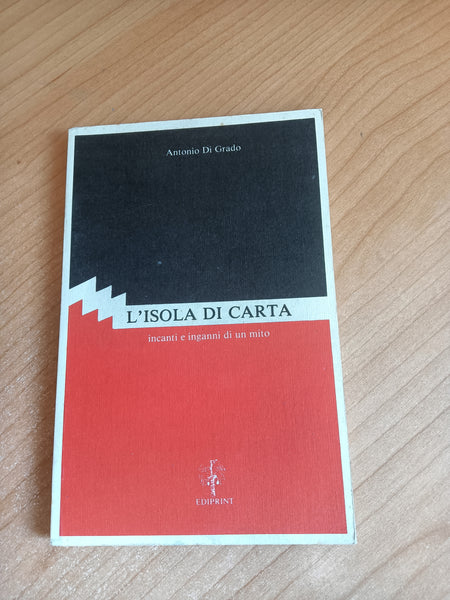 Antonio Di Grado
L'ISOLA DI CARTA
incanti e inganni di un mito
EDIPRINT